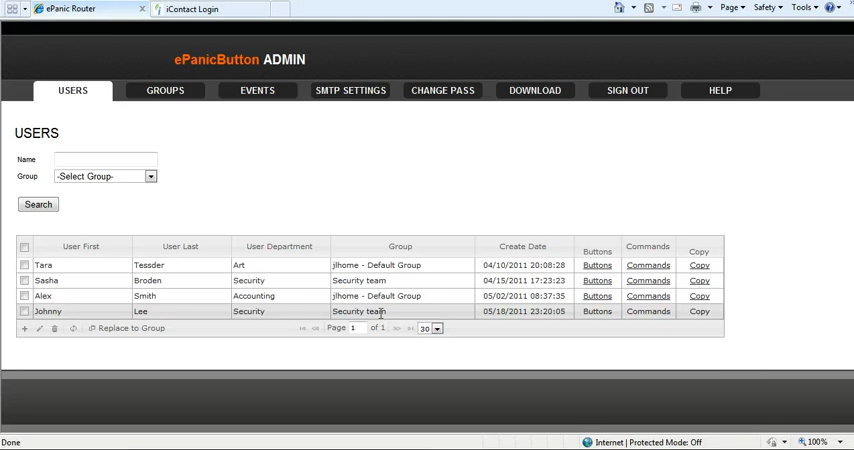 ePanic Router
iContact Login
Page
Safety
Tools
ePanicButton ADMIN
USERS GROUPS EVENTS SMTP SETTINGS CHANGE PASS DOWNLOAD SIGN OUT HELP
USERS
Name
Group -Select Group-
Search
User First User Last User Department Group Create Date Buttons Commands Copy
Tara Tessder Art jlhome - Default Group 04/10/2011 20:08:28 Buttons Commands Copy
Sasha Broden Security Security team 04/15/2011 17:23:23 Buttons Commands Copy
Alex Smith Accounting jlhome - Default Group 05/02/2011 08:37:35 Buttons Commands Copy
Johnny Lee Security Security team 05/18/2011 23:20:05 Buttons Commands Copy
Replace to Group Page 1 of 1 30
Done Internet | Protected Mode: Off 100%